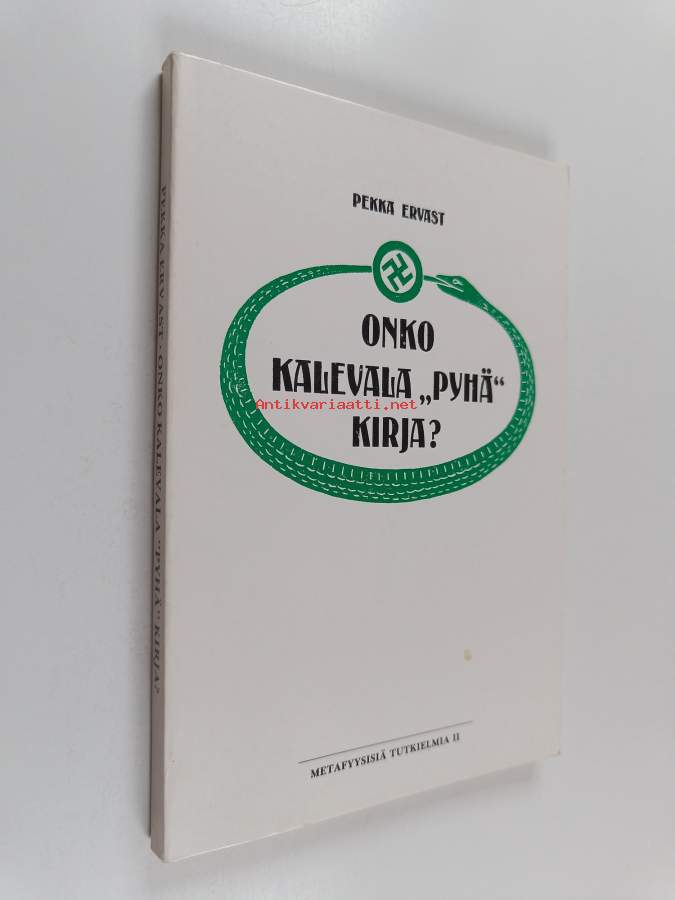 PEKKA ERVAST
ONKO
KALEVALA „PYHÄ“
Antikvariaatti.net
KIRJA?
METAFYYSISIÄ TUTKIELMIA II
PEKKA ERVAST · ONKO KALEVALA "PYHÄ" KIRJA?